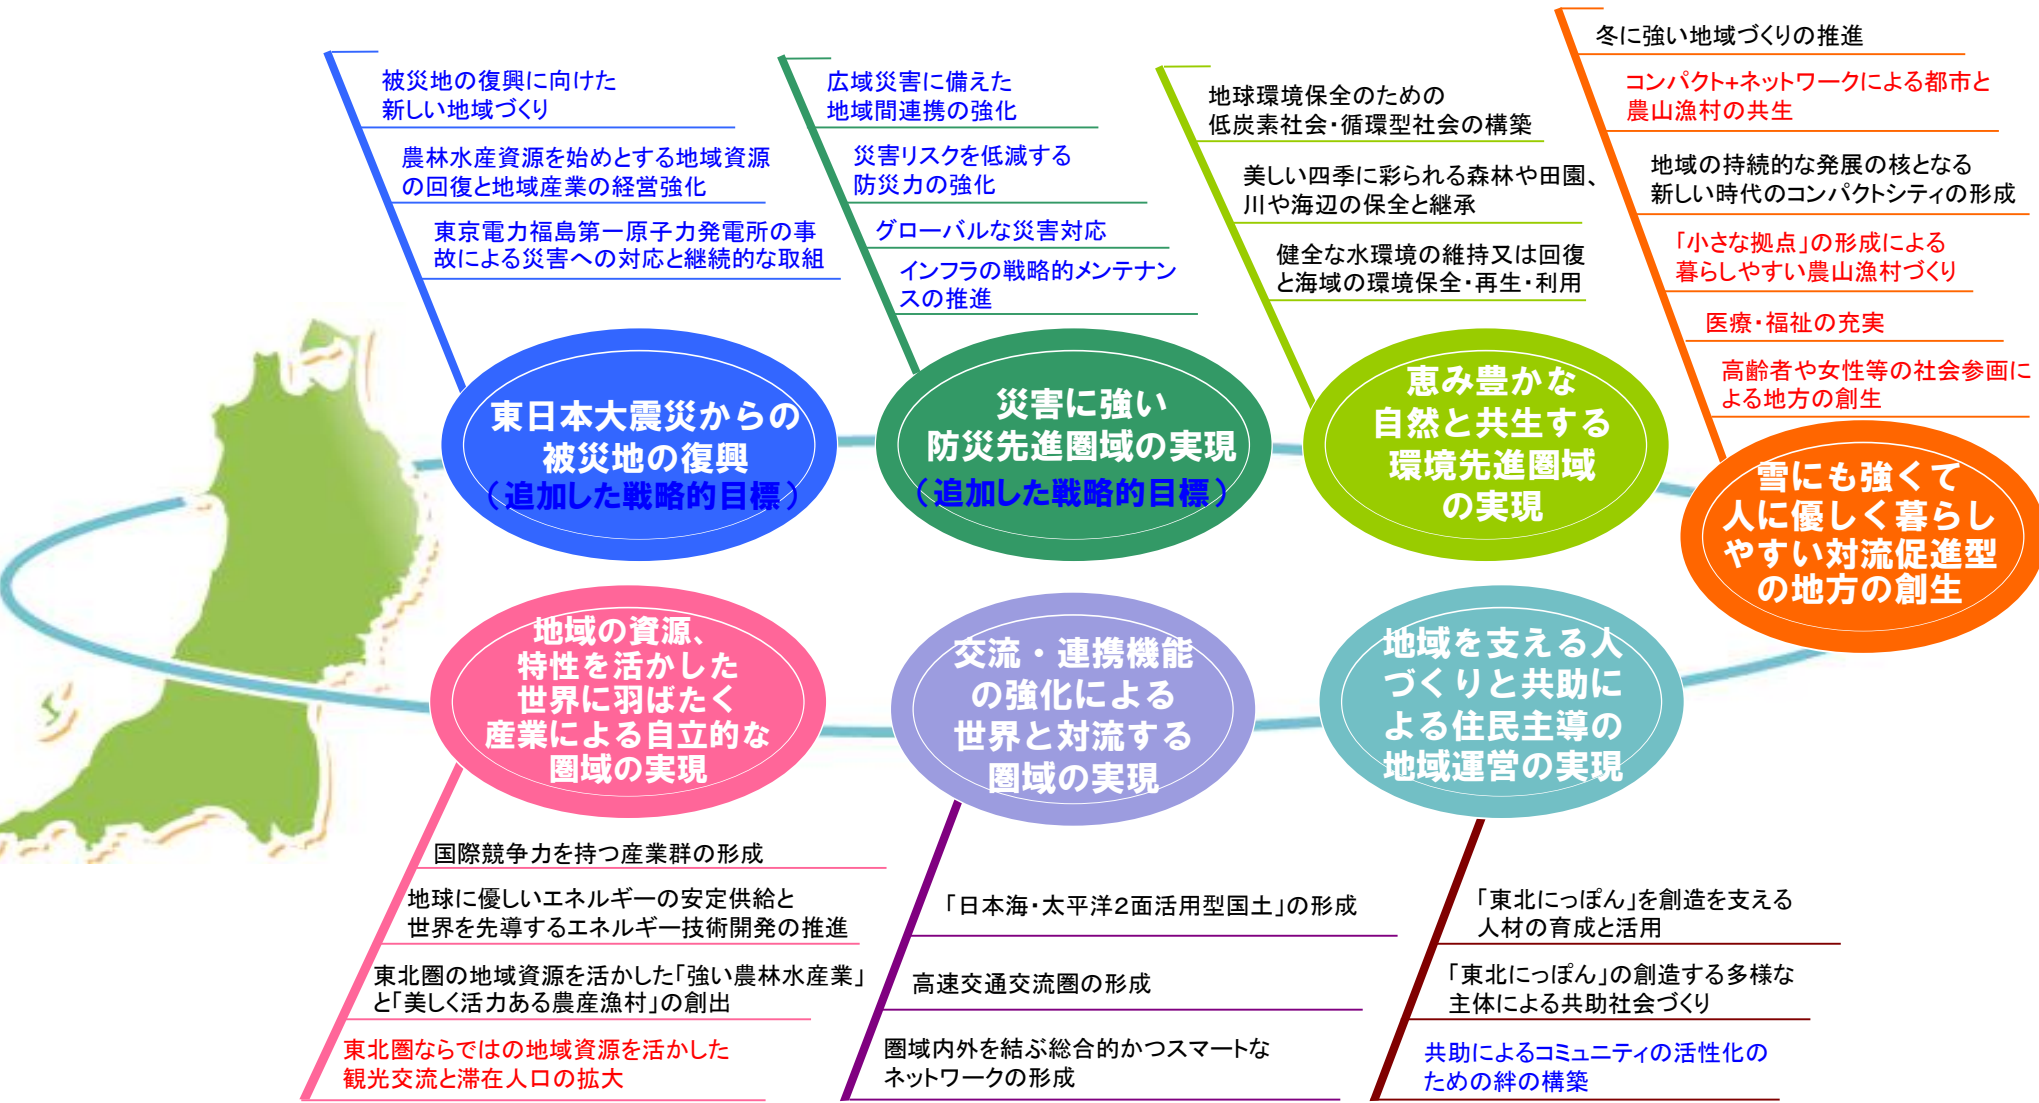 被災地の復興に向けた
新しい地域づくり
農林水産資源を始めとする地域資源
の回復と地域産業の経営強化
東京電力福島第一原子力発電所の事
故による災害への対応と継続的な取組
東日本大震災からの
被災地の復興
（追加した戦略的目標）
広域災害に備えた
地域間連携の強化
災害リスクを低減する
防災力の強化
グローバルな災害対応
インフラの戦略的メンテナン
スの推進
災害に強い
防災先進圏域の実現
（追加した戦略的目標）
地球環境保全のための
低炭素社会・循環型社会の構築
美しい四季に彩られる森林や田園、
川や海辺の保全と継承
健全な水環境の維持又は回復
と海域の環境保全・再生・利用
恵み豊かな
自然と共生する
環境先進圏域
の実現
冬に強い地域づくりの推進
コンパクト+ネットワークによる都市と
農山漁村の共生
地域の持続的な発展の核となる
新しい時代のコンパクトシティの形成
「小さな拠点」の形成による
暮らしやすい農山漁村づくり
医療・福祉の充実
高齢者や女性等の社会参画に
よる地方の創生
雪にも強くて
人に優しく暮らし
やすい対流促進型
の地方の創生
地域の資源、
特性を活かした
世界に羽ばたく
産業による自立的な
圏域の実現
国際競争力を持つ産業群の形成
地球に優しいエネルギーの安定供給と
世界を先導するエネルギー技術開発の推進
東北圏の地域資源を活かした「強い農林水産業」
と「美しく活力ある農産漁村」の創出
東北圏ならではの地域資源を活かした
観光交流と滞在人口の拡大
交流・連携機能
の強化による
世界と対流する
圏域の実現
「日本海・太平洋２面活用型国土」の形成
高速交通交流圏の形成
圏域内外を結ぶ総合的かつスマートな
ネットワークの形成
地域を支える人
づくりと共助に
よる住民主導の
地域運営の実現
「東北にっぽん」を創造を支える
人材の育成と活用
「東北にっぽん」の創造する多様な
主体による共助社会づくり
共助によるコミュニティの活性化の
ための絆の構築